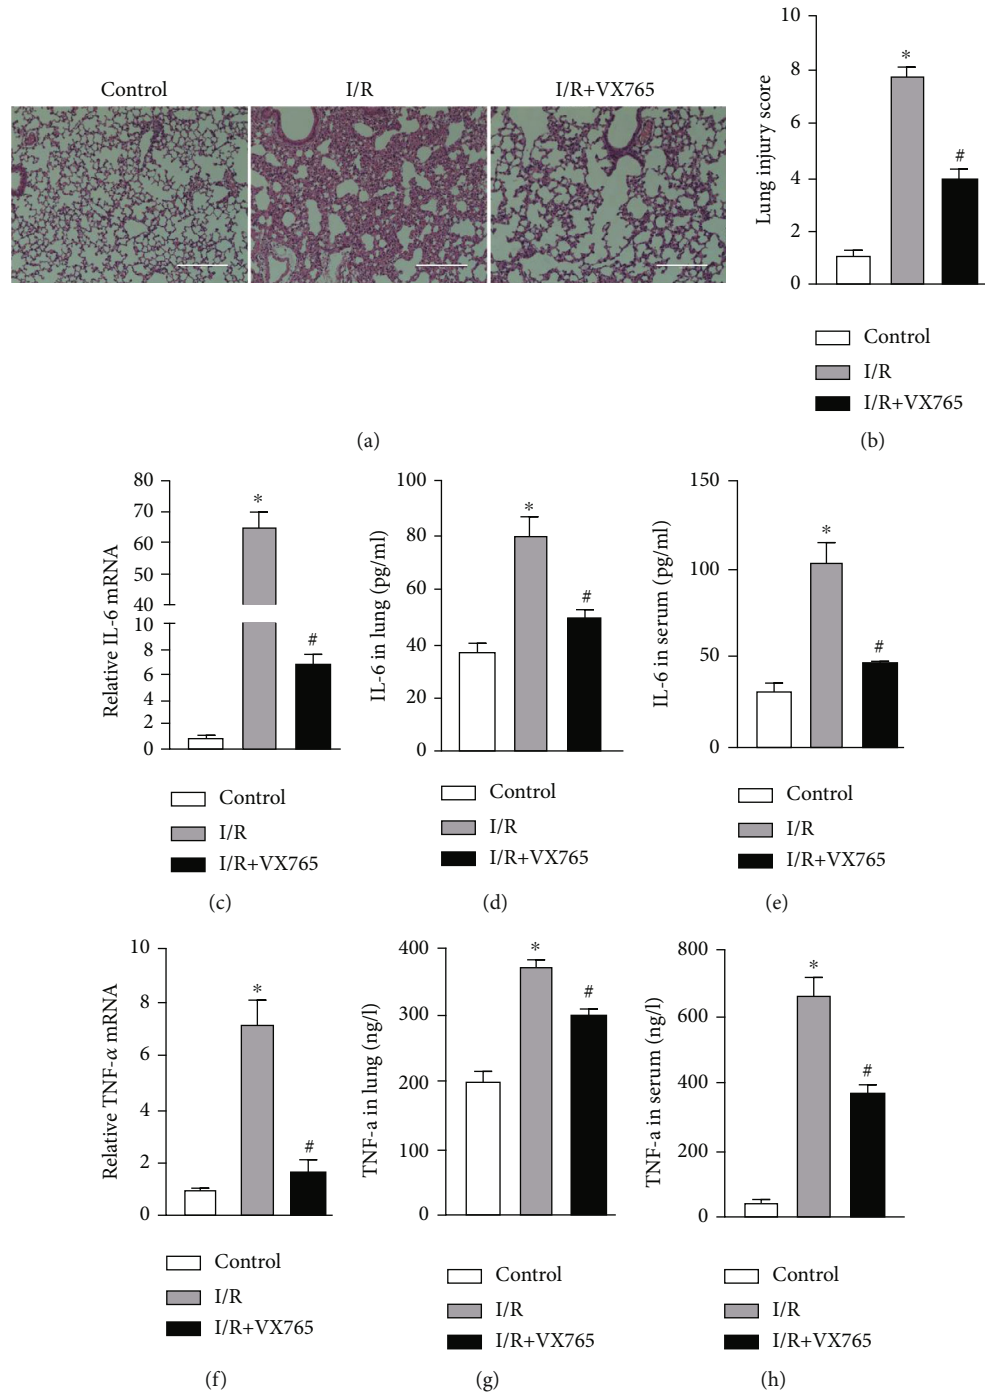 Control
I/R
I/R+VX765
(a)
10
8
6
4
2
0
Lung injury score
*
#
Control
I/R
I/R+VX765
(b)
80
70
60
50
40
10
8
6
4
2
0
Relative IL-6 mRNA
*
#
Control
I/R
I/R+VX765
(c)
100
80
60
40
20
0
IL-6 in lung (pg/ml)
*
#
Control
I/R
I/R+VX765
(d)
150
100
50
0
IL-6 in serum (pg/ml)
*
#
Control
I/R
I/R+VX765
(e)
10
8
6
4
2
0
Relative TNF-α mRNA
*
#
Control
I/R
I/R+VX765
(f)
400
300
200
100
0
TNF-a in lung (ng/l)
*
#
Control
I/R
I/R+VX765
(g)
800
600
400
200
0
TNF-a in serum (ng/l)
*
#
Control
I/R
I/R+VX765
(h)